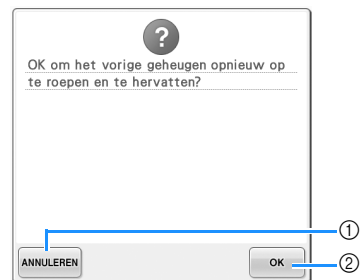 ?
OK om het vorige geheugen opnieuw op
te roepen en te hervatten?
①
ANNULEREN
OK
②